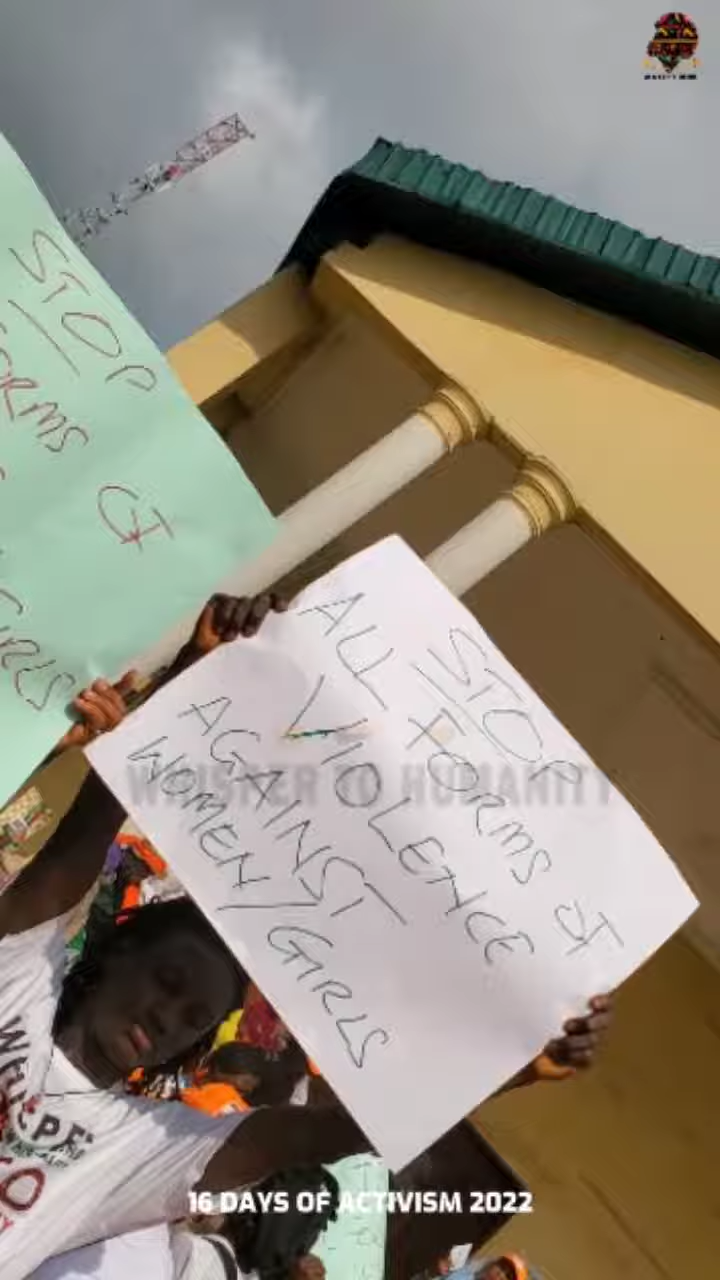 STOP
FORMS OF
GIRLS
STOP
ALL FORMS OF
VIOLENCE
AGAINST
WOMEN/GIRLS
WHISPER TO HUMANITY
16 DAYS OF ACTIVISM 2022